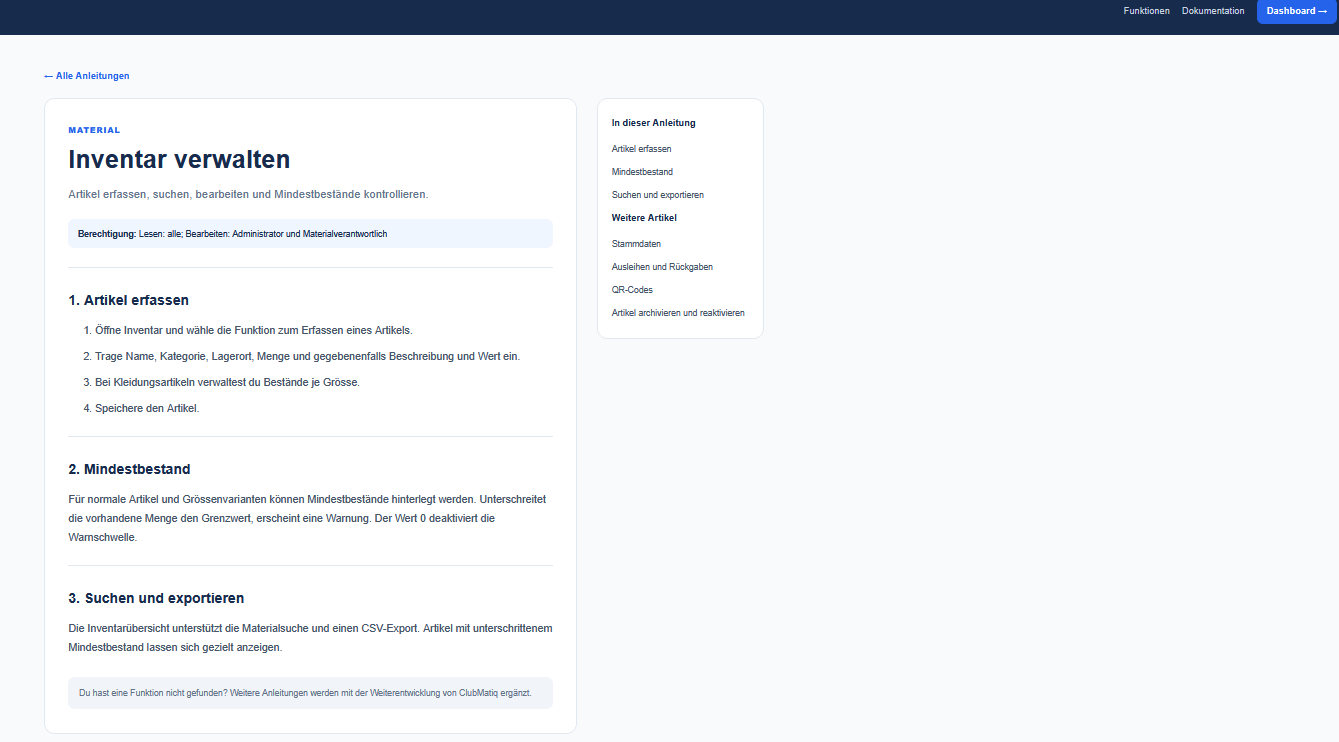 Funktionen Dokumentation Dashboard →
← Alle Anleitungen
MATERIAL
Inventar verwalten
Artikel erfassen, suchen, bearbeiten und Mindestbestände kontrollieren.
Berechtigung: Lesen: alle; Bearbeiten: Administrator und Materialverantwortlich
1. Artikel erfassen
1. Öffne Inventar und wähle die Funktion zum Erfassen eines Artikels.
2. Trage Name, Kategorie, Lagerort, Menge und gegebenenfalls Beschreibung und Wert ein.
3. Bei Kleidungsartikeln verwaltest du Bestände je Grösse.
4. Speichere den Artikel.
2. Mindestbestand
Für normale Artikel und Grössenvarianten können Mindestbestände hinterlegt werden. Unterschreitet
die vorhandene Menge den Grenzwert, erscheint eine Warnung. Der Wert 0 deaktiviert die
Warnschwelle.
3. Suchen und exportieren
Die Inventarübersicht unterstützt die Materialsuche und einen CSV-Export. Artikel mit unterschrittenem
Mindestbestand lassen sich gezielt anzeigen.
Du hast eine Funktion nicht gefunden? Weitere Anleitungen werden mit der Weiterentwicklung von ClubMatiq ergänzt.
In dieser Anleitung
Artikel erfassen
Mindestbestand
Suchen und exportieren
Weitere Artikel
Stammdaten
Ausleihen und Rückgaben
QR-Codes
Artikel archivieren und reaktivieren